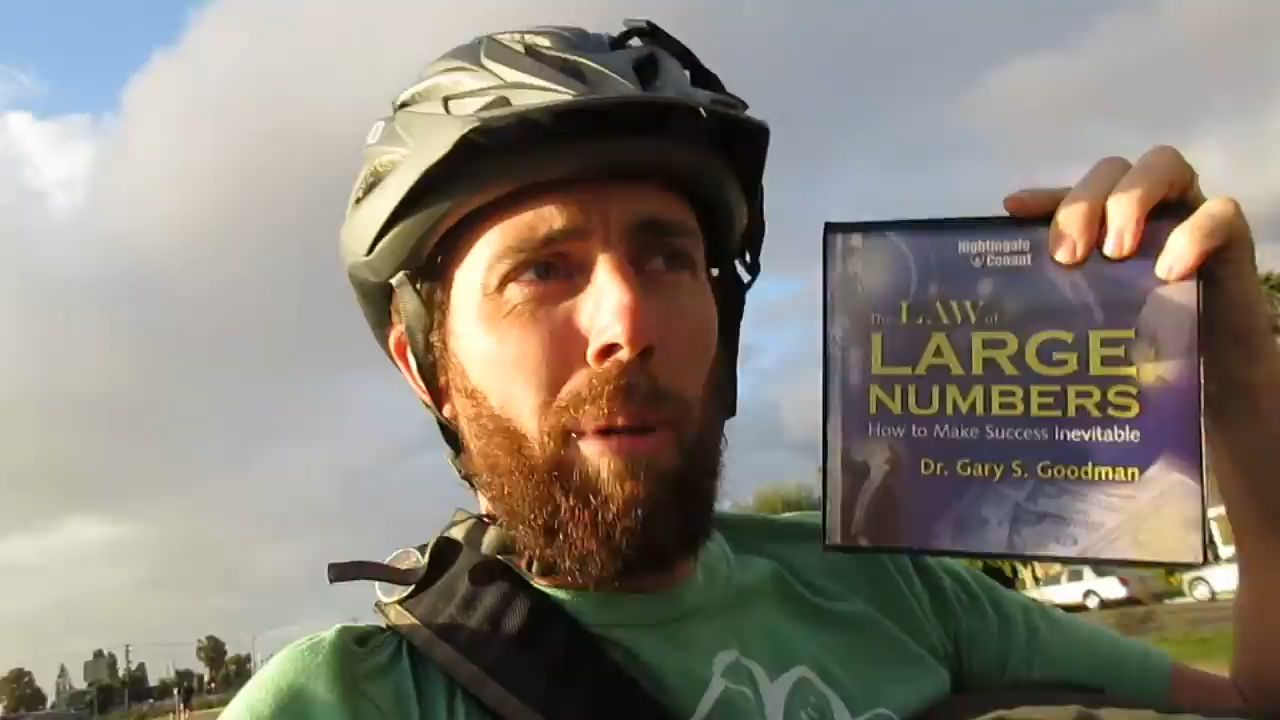 Nightingale
Conant
The LAW of
LARGE
NUMBERS
How to Make Success Inevitable
Dr. Gary S. Goodman